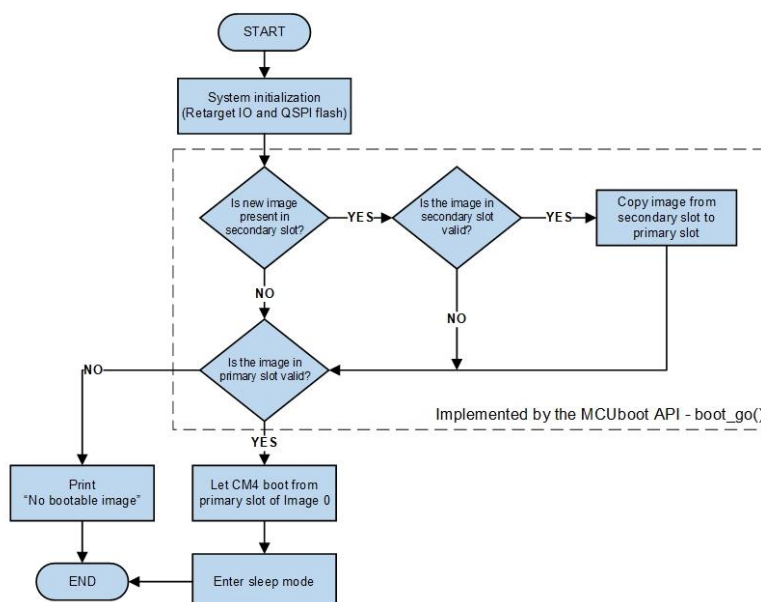 START
System initialization
(Retarget IO and QSPI flash)
Is new image
present in
secondary slot?
YES
Is the image in
secondary slot
valid?
YES
Copy image from
secondary slot to
primary slot
NO
NO
Is the image in
primary slot valid?
NO
Implemented by the MCUboot API - boot_go()
YES
Print
“No bootable image”
Let CM4 boot from
primary slot of Image 0
END
Enter sleep mode